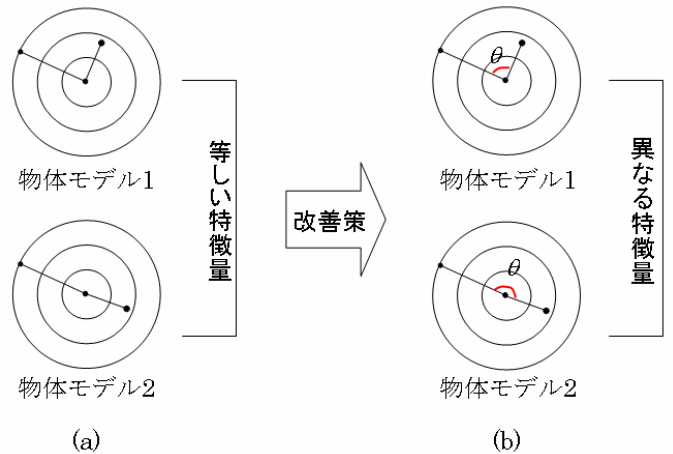 θ
物体モデル1
等しい特徴量
物体モデル2
(a)
改善策
θ
物体モデル1
異なる特徴量
物体モデル2
(b)